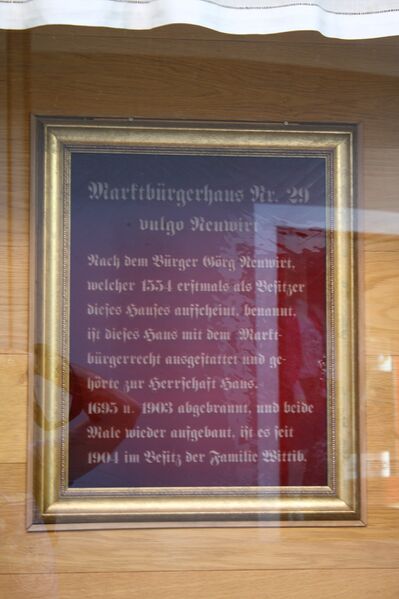 Marktbürgerhaus Nr. 29
vulgo Neuwirt
Nach dem Bürger Görg Neuwirt,
welcher 1554 erstmals als Besitzer
dieses Hauses aufscheint, benannt,
ist dieses Haus mit dem Markt-
bürgerrecht ausgestattet und ge-
hörte zur Herrschaft Haus.
1695 u. 1903 abgebrannt, und beide
Male wieder aufgebaut, ist es seit
1904 im Besitz der Familie Wittib.